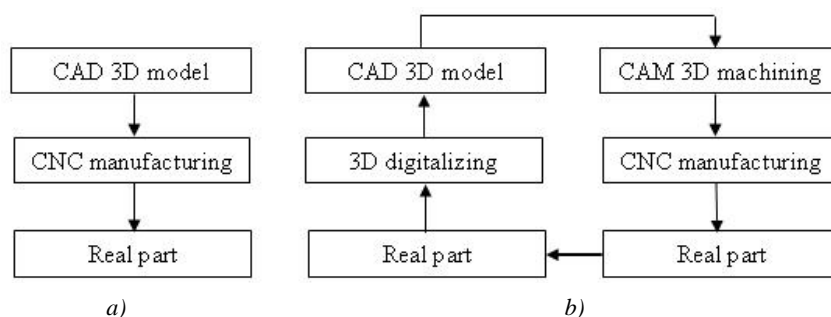 CAD 3D model
CNC manufacturing
Real part
a)
CAD 3D model
3D digitalizing
Real part
CAM 3D machining
CNC manufacturing
Real part
b)